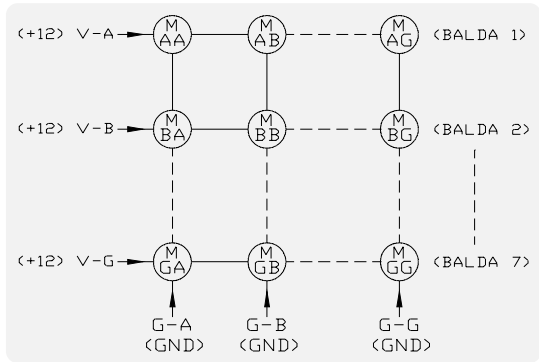 (+12) V-A M AA M AB M AG (BALDA 1)
(+12) V-B M BA M BB M BG (BALDA 2)
(+12) V-G M GA M GB M GG (BALDA 7)
G-A G-B G-G
(GND) (GND) (GND)